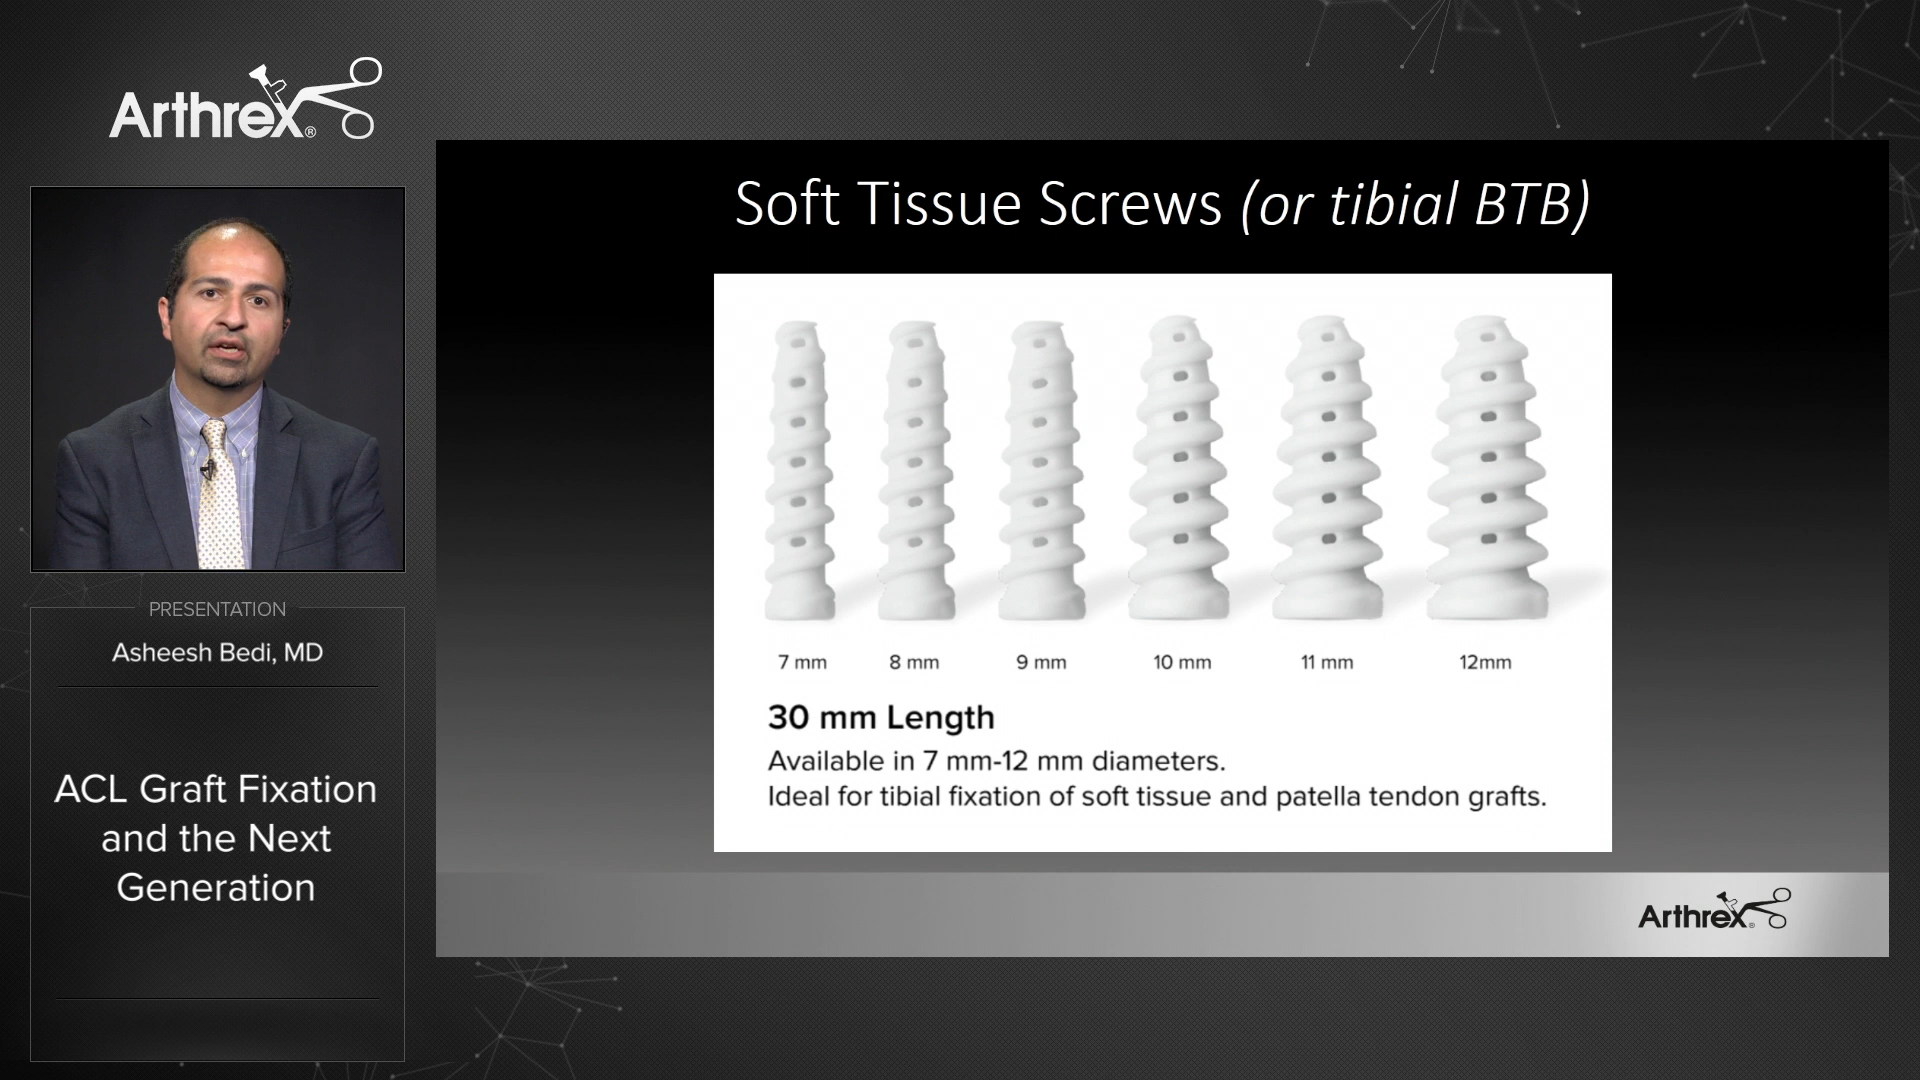 Arthrex®
PRESENTATION
Asheesh Bedi, MD
ACL Graft Fixation
and the Next
Generation
Soft Tissue Screws (or tibial BTB)
7 mm 8 mm 9 mm 10 mm 11 mm 12mm
30 mm Length
Available in 7 mm-12 mm diameters.
Ideal for tibial fixation of soft tissue and patella tendon grafts.
Arthrex®